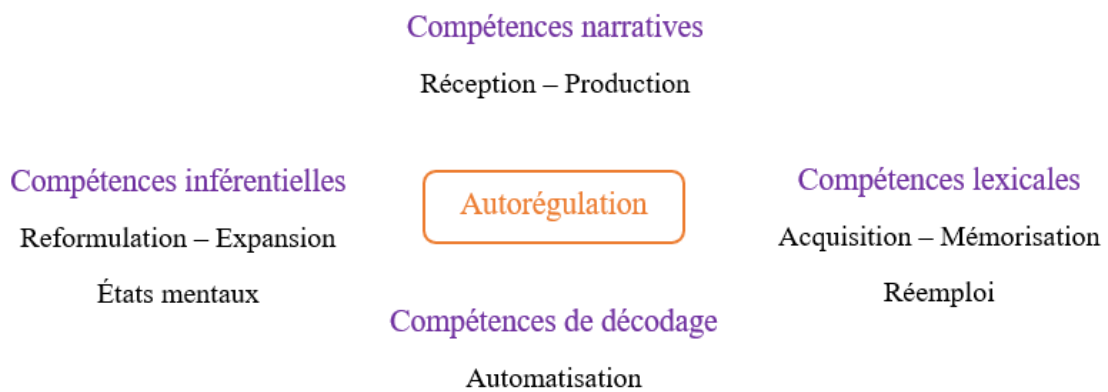 Compétences narratives
Réception – Production
Compétences inférentielles
Reformulation – Expansion
États mentaux
Autorégulation
Compétences lexicales
Acquisition – Mémorisation
Réemploi
Compétences de décodage
Automatisation